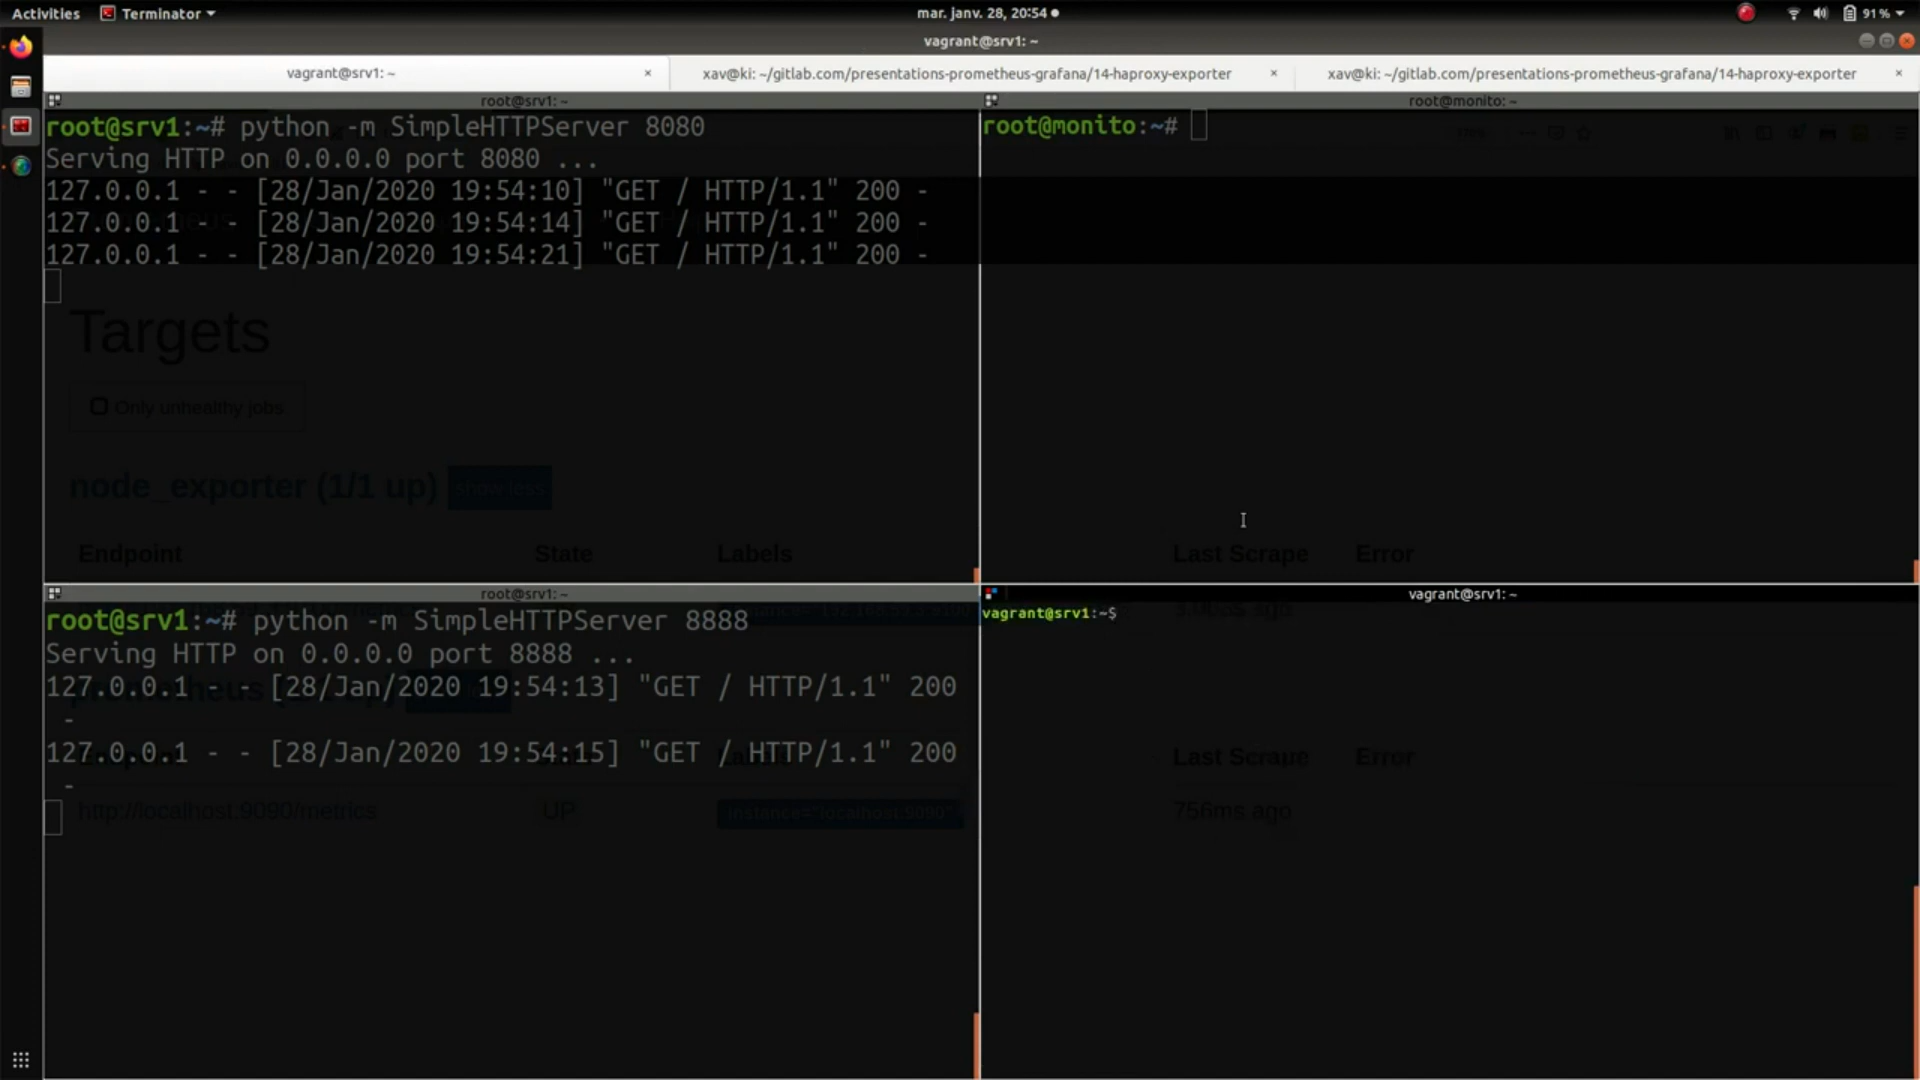 Activities Terminator mar. janv. 28, 20:54 91 %
vagrant@srv1: ~
vagrant@srv1: ~ × xav@ki: ~/gitlab.com/presentations-prometheus-grafana/14-haproxy-exporter × xav@ki: ~/gitlab.com/presentations-prometheus-grafana/14-haproxy-exporter ×
root@srv1: ~
root@srv1:~# python -m SimpleHTTPServer 8080
Serving HTTP on 0.0.0.0 port 8080 ...
127.0.0.1 - - [28/Jan/2020 19:54:10] "GET / HTTP/1.1" 200 -
127.0.0.1 - - [28/Jan/2020 19:54:14] "GET / HTTP/1.1" 200 -
127.0.0.1 - - [28/Jan/2020 19:54:21] "GET / HTTP/1.1" 200 -
Targets
Only unhealthy jobs
node_exporter (1/1 up) show less
Endpoint State Labels Last Scrape Error
root@monito: ~
root@monito:~#
root@srv1: ~
root@srv1:~# python -m SimpleHTTPServer 8888
Serving HTTP on 0.0.0.0 port 8888 ...
127.0.0.1 - - [28/Jan/2020 19:54:13] "GET / HTTP/1.1" 200
-
127.0.0.1 - - [28/Jan/2020 19:54:15] "GET / HTTP/1.1" 200
-
prometheus
Endpoint Labels Last Scrape Error
http://localhost:9090/metrics UP instance="localhost:9090" 756ms ago
vagrant@srv1: ~
vagrant@srv1:~$